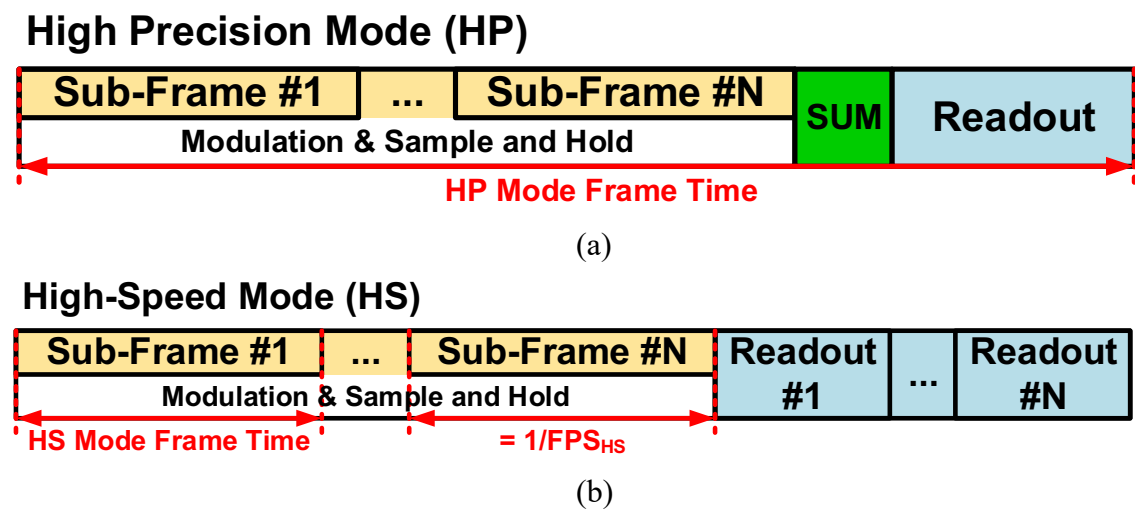 High Precision Mode (HP)
Sub-Frame #1 ... Sub-Frame #N SUM Readout
Modulation & Sample and Hold
HP Mode Frame Time
(a)
High-Speed Mode (HS)
Sub-Frame #1 ... Sub-Frame #N Readout #1 ... Readout #N
Modulation & Sample and Hold
HS Mode Frame Time = 1/FPS_HS
(b)